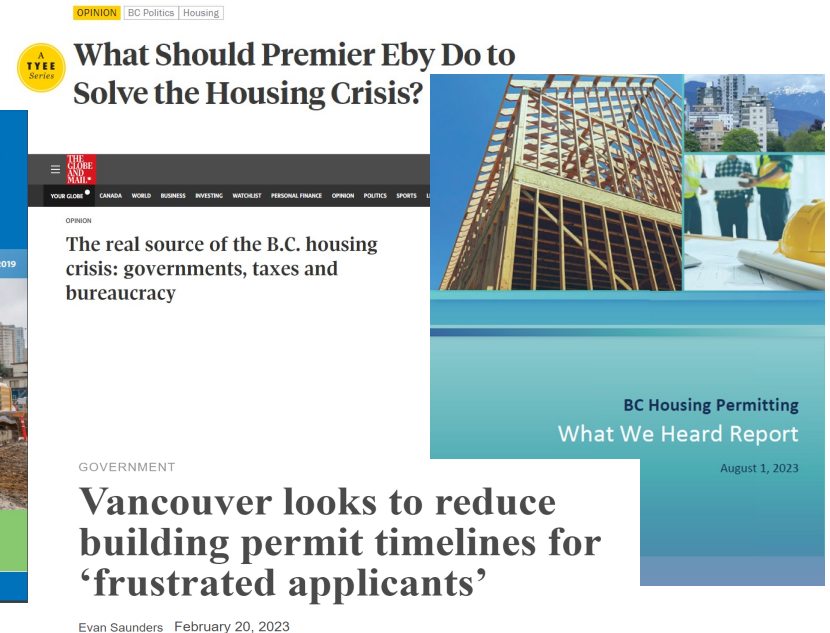 OPINION BC Politics Housing
A
TYEE
Series
What Should Premier Eby Do to
Solve the Housing Crisis?
THE
GLOBE
AND
MAIL
YOUR GLOBE CANADA WORLD BUSINESS INVESTING WATCHLIST PERSONAL FINANCE OPINION POLITICS SPORTS
OPINION
The real source of the B.C. housing
crisis: governments, taxes and
bureaucracy
2019
BC Housing Permitting
What We Heard Report
August 1, 2023
GOVERNMENT
Vancouver looks to reduce
building permit timelines for
‘frustrated applicants’
Evan Saunders February 20, 2023